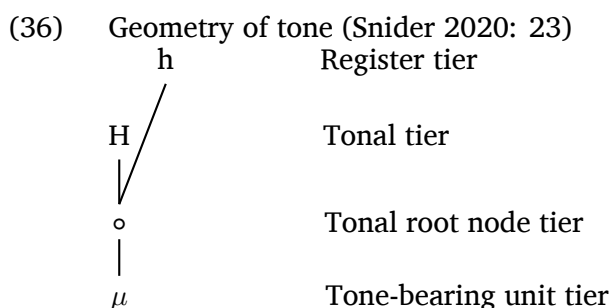 (36) Geometry of tone (Snider 2020: 23)
h Register tier
H Tonal tier
Tonal root node tier
μ Tone-bearing unit tier